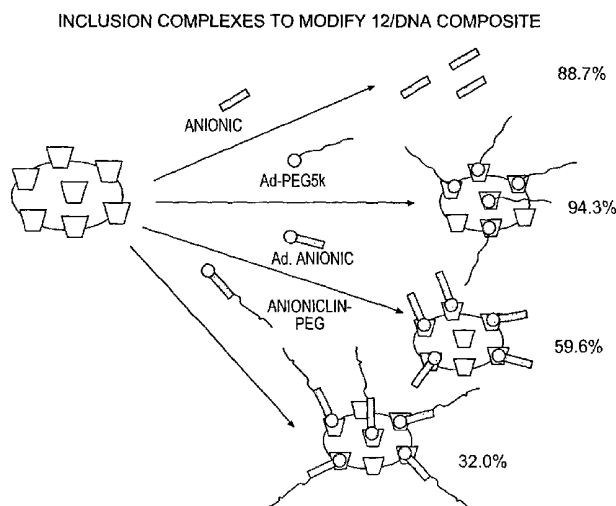 INCLUSION COMPLEXES TO MODIFY 12/DNA COMPOSITE
88.7%
ANIONIC
Ad-PEG5k
94.3%
Ad. ANIONIC
ANIONICLIN-
PEG
59.6%
32.0%